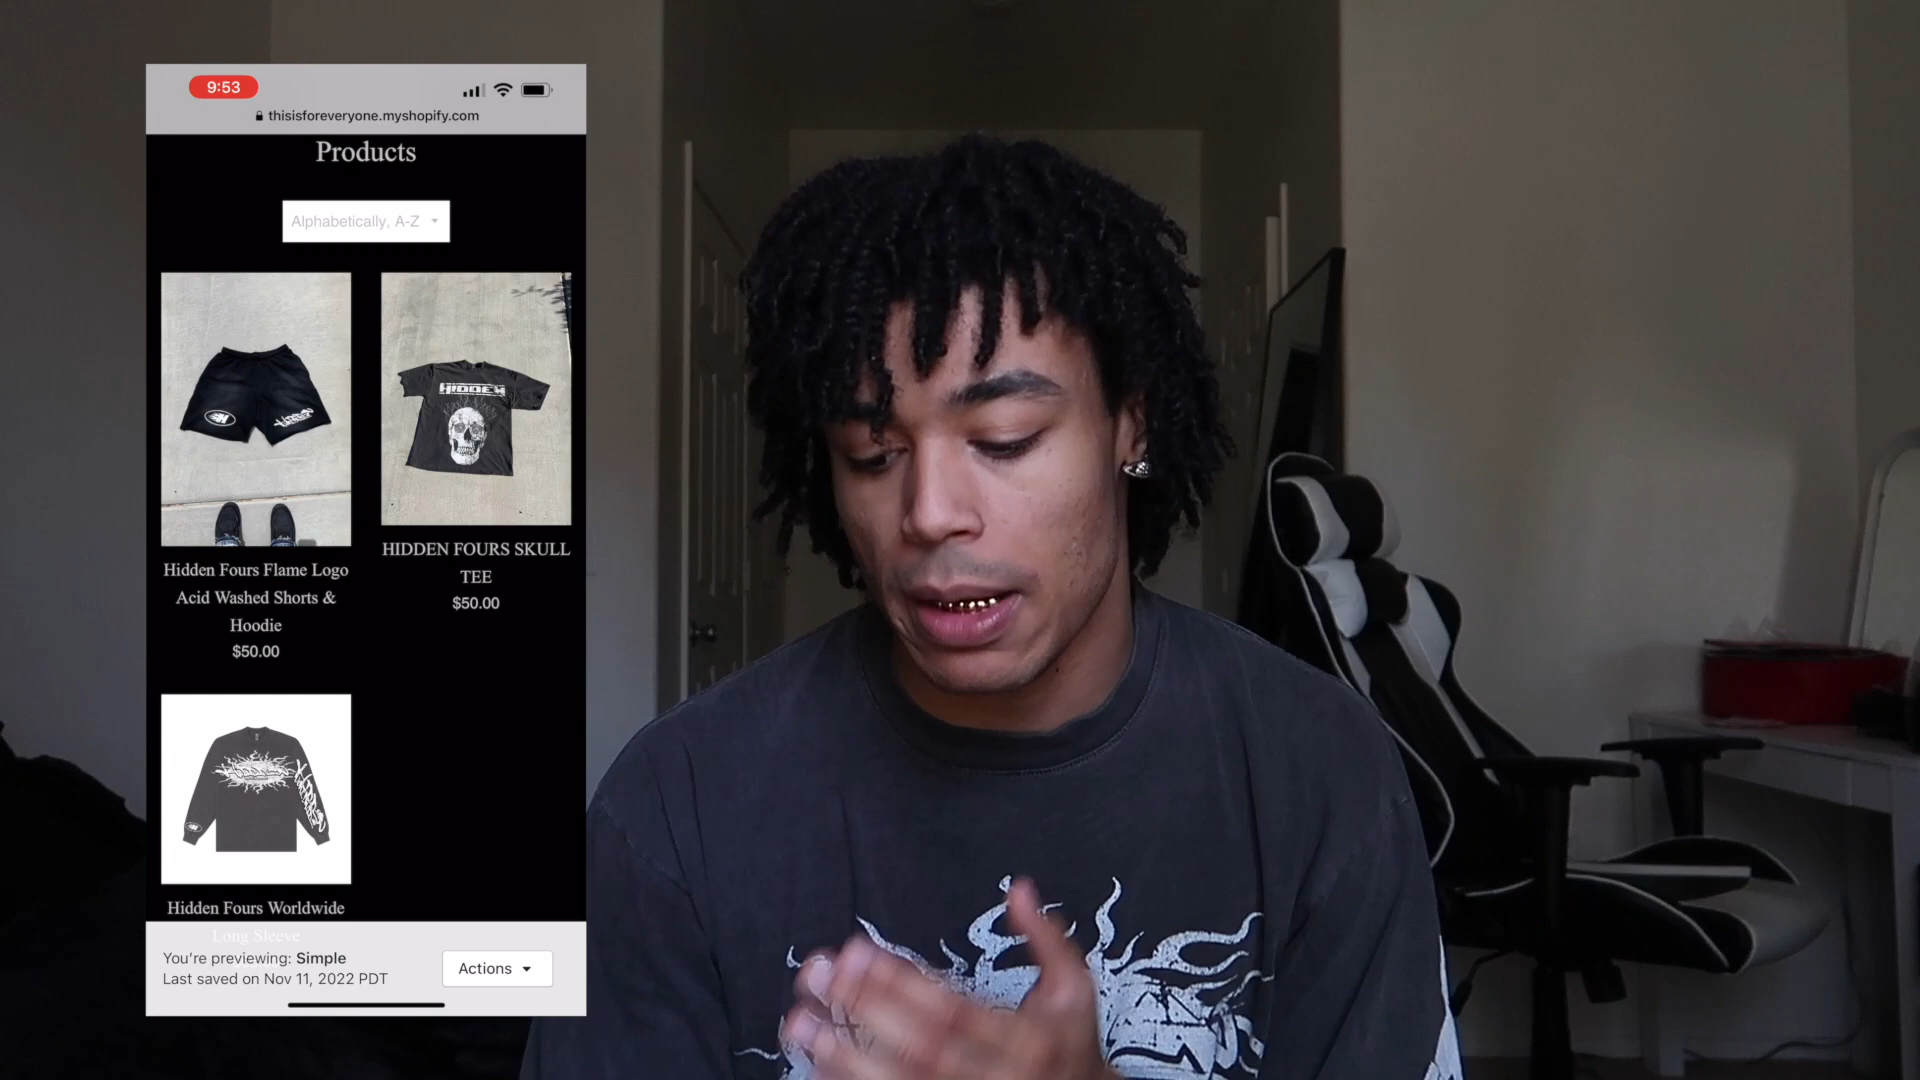 9:53
thisisforeveryone.myshopify.com
Products
Alphabetically, A-Z
HIDDEN
Hidden Fours Flame Logo
Acid Washed Shorts &
Hoodie
$50.00
HIDDEN FOURS SKULL
TEE
$50.00
Hidden Fours Worldwide
Long Sleeve
You're previewing: Simple
Last saved on Nov 11, 2022 PDT
Actions